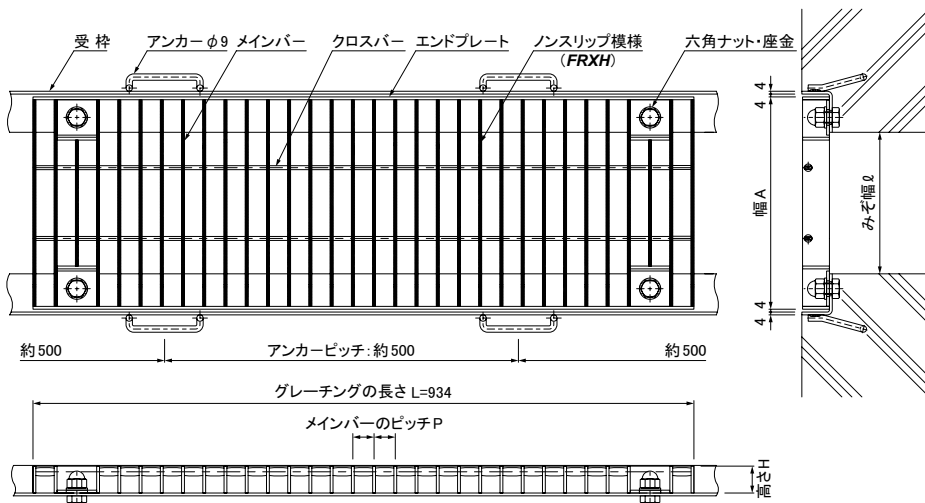 受 枠
アンカーφ9
メインバー
クロスバー
エンドプレート
ノンスリップ模様
(FRXH)
六角ナット・座金
4
4
幅A
みぞ幅ℓ
4
4
約500
アンカーピッチ:約500
約500
グレーチングの長さ L=934
メインバーのピッチP
高さH